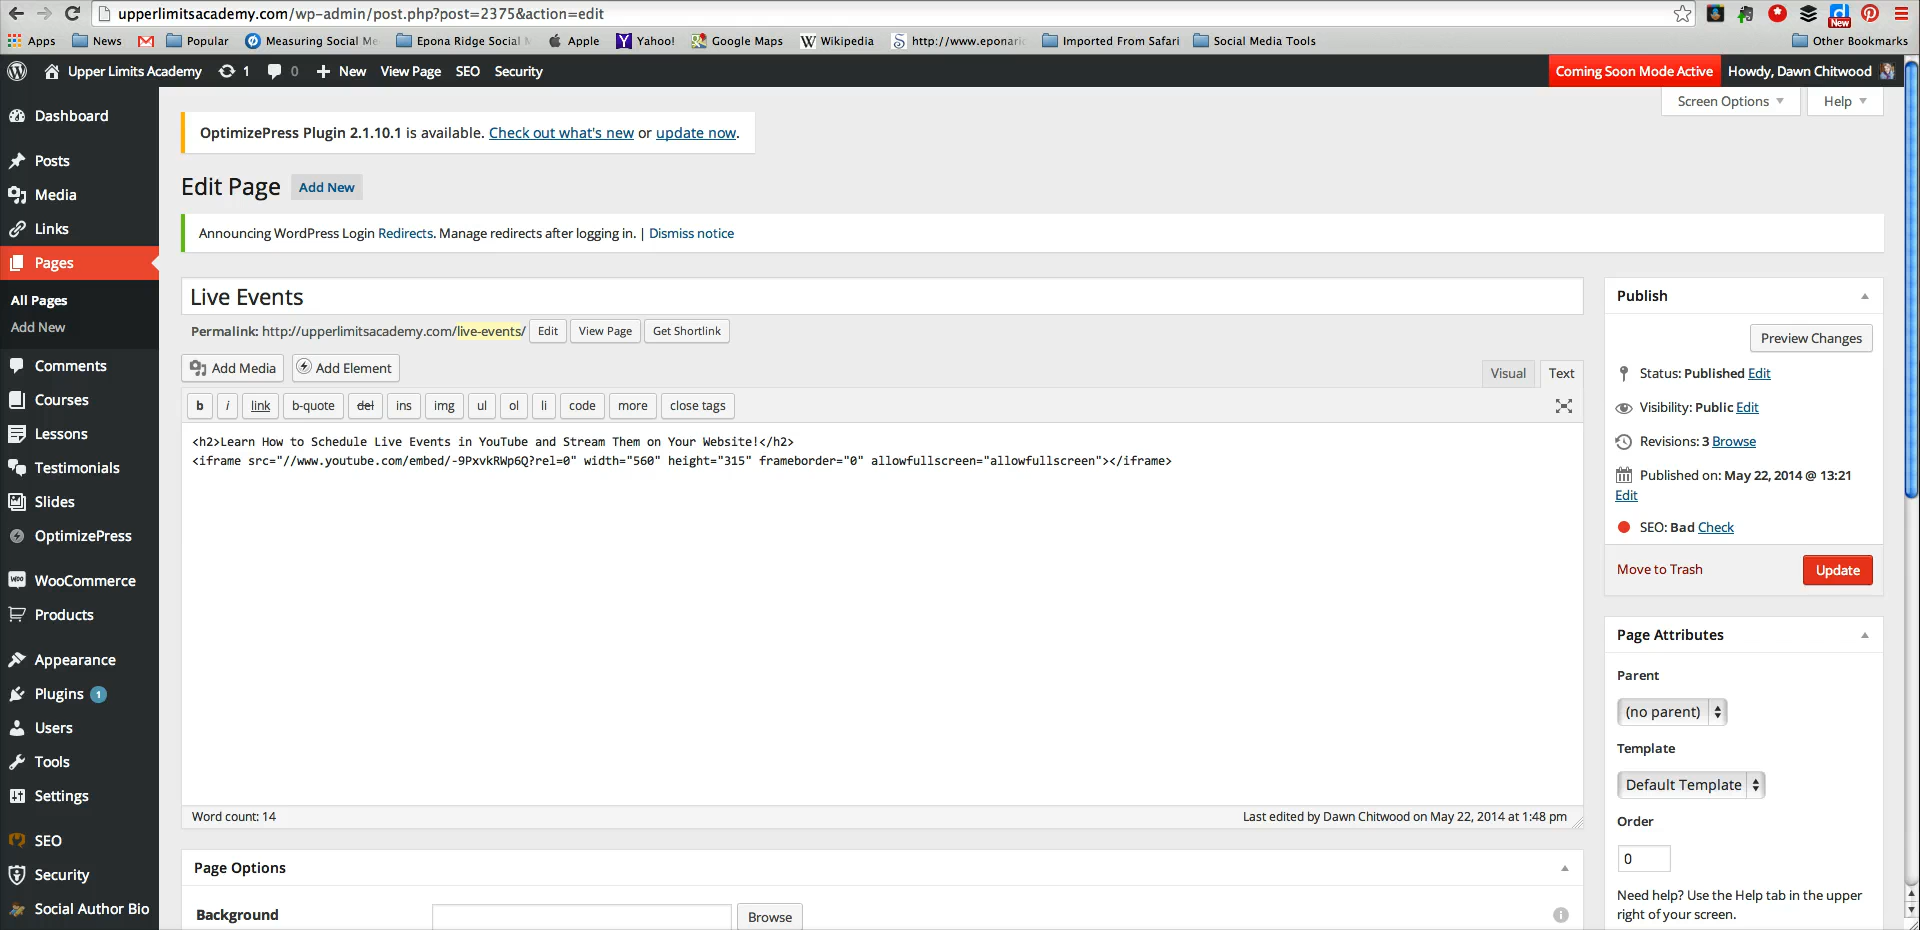 upperlimitsacademy.com/wp-admin/post.php?post=2375&action=edit
New
Apps News Popular Measuring Social Me Epona Ridge Social M Apple Yahoo! Google Maps Wikipedia http://www.eponari Imported From Safari Social Media Tools Other Bookmarks
Upper Limits Academy 1 0 New View Page SEO Security Coming Soon Mode Active Howdy, Dawn Chitwood
Screen Options Help
Dashboard
Posts
Media
Links
Pages
All Pages
Add New
Comments
Courses
Lessons
Testimonials
Slides
OptimizePress
WooCommerce
Products
Appearance
Plugins 1
Users
Tools
Settings
SEO
Security
Social Author Bio
OptimizePress Plugin 2.1.10.1 is available. Check out what's new or update now.
Edit Page Add New
Announcing WordPress Login Redirects. Manage redirects after logging in. | Dismiss notice
Live Events
Permalink: http://upperlimitsacademy.com/live-events/ Edit View Page Get Shortlink
Add Media Add Element Visual Text
b i link b-quote del ins img ul ol li code more close tags
<h2>Learn How to Schedule Live Events in YouTube and Stream Them on Your Website!</h2>
<iframe src="//www.youtube.com/embed/-9PxvkRWp6Q?rel=0" width="560" height="315" frameborder="0" allowfullscreen="allowfullscreen"></iframe>
Word count: 14 Last edited by Dawn Chitwood on May 22, 2014 at 1:48 pm
Page Options
Background Browse
Publish
Preview Changes
Status: Published Edit
Visibility: Public Edit
Revisions: 3 Browse
Published on: May 22, 2014 @ 13:21
Edit
SEO: Bad Check
Move to Trash Update
Page Attributes
Parent
(no parent)
Template
Default Template
Order
0
Need help? Use the Help tab in the upper
right of your screen.